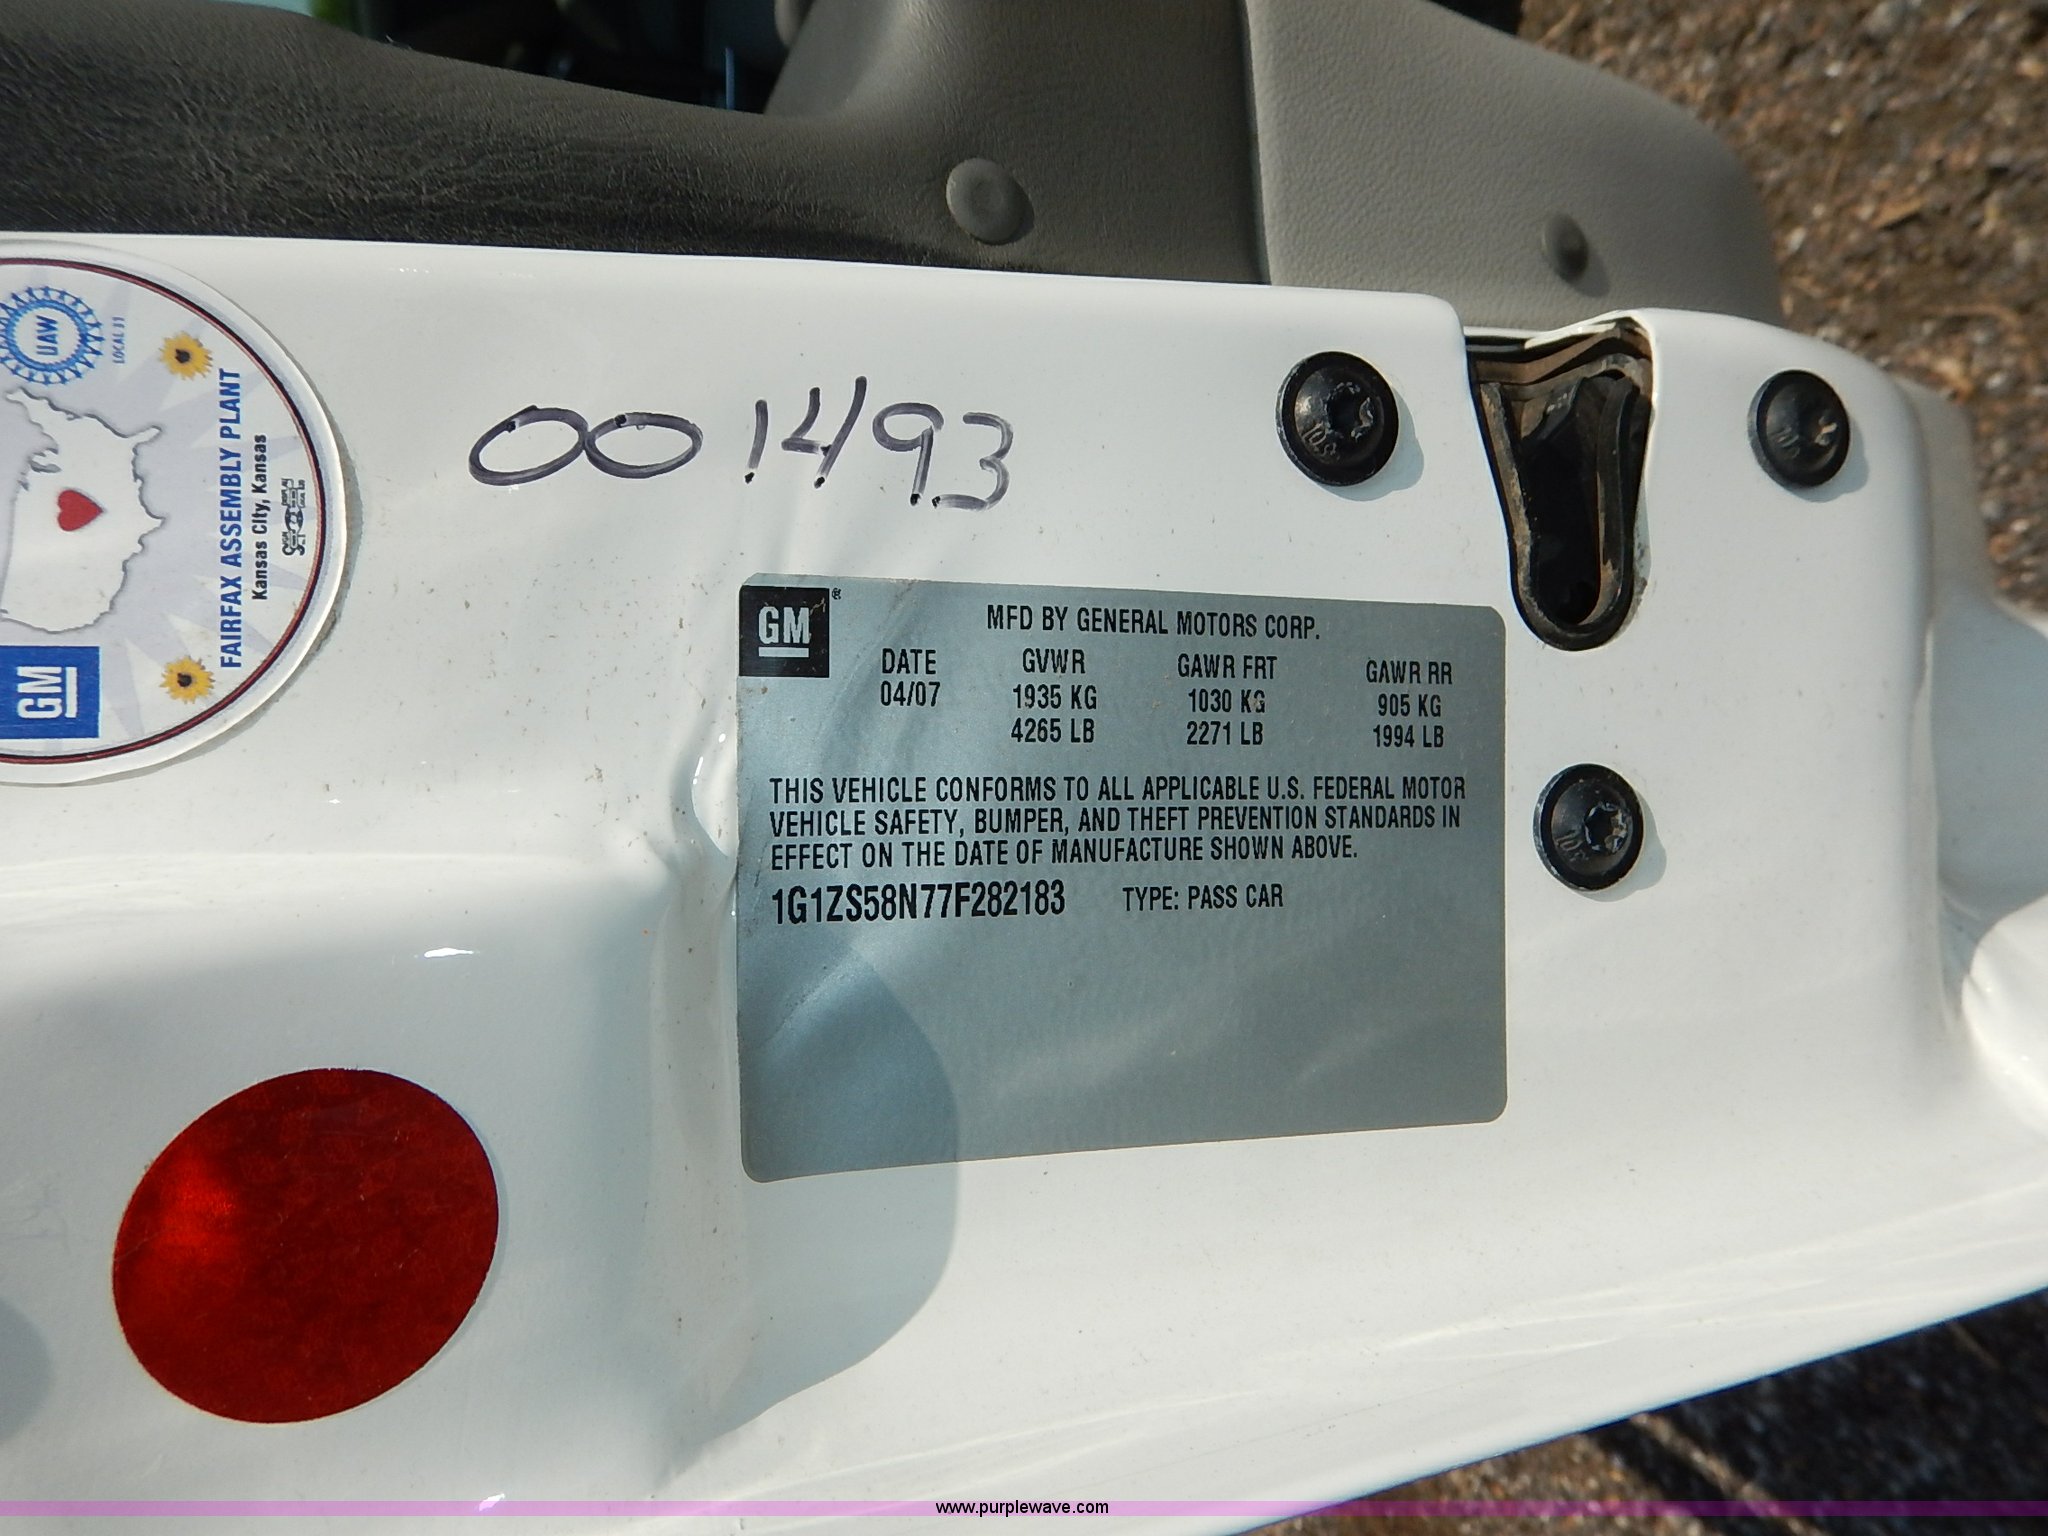 UAW
LOCAL 31
FAIRFAX ASSEMBLY PLANT
Kansas City, Kansas
GM
001493
GM®
MFD BY GENERAL MOTORS CORP.
DATE GVWR GAWR FRT GAWR RR
04/07 1935 KG 1030 KG 905 KG
4265 LB 2271 LB 1994 LB
THIS VEHICLE CONFORMS TO ALL APPLICABLE U.S. FEDERAL MOTOR
VEHICLE SAFETY, BUMPER, AND THEFT PREVENTION STANDARDS IN
EFFECT ON THE DATE OF MANUFACTURE SHOWN ABOVE.
1G1ZS58N77F282183 TYPE: PASS CAR
www.purplewave.com